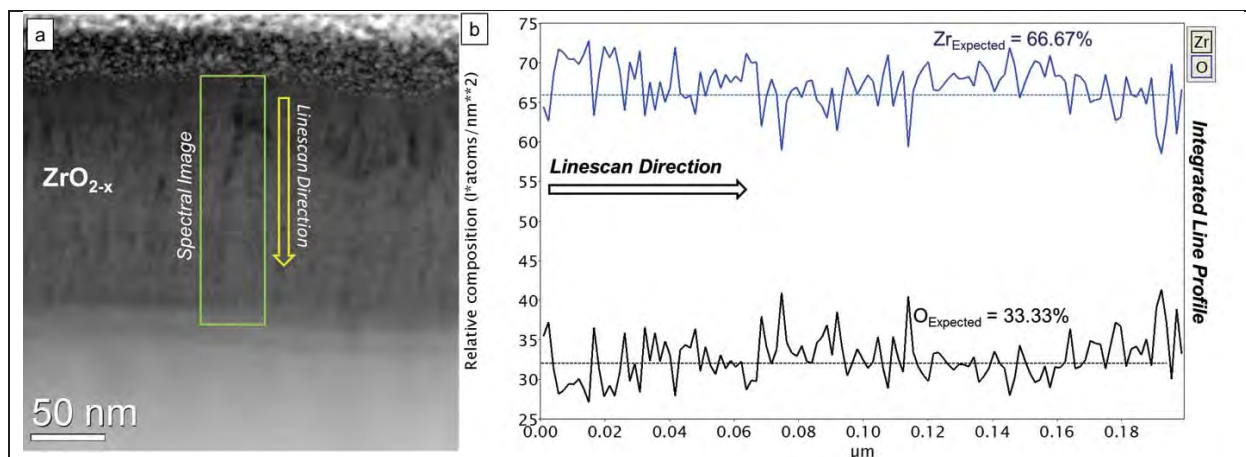 a
ZrO2-x
Spectral Image
Linescan Direction
50 nm
b
Relative composition (I*atoms/nm**2)
75
70
65
60
55
50
45
40
35
30
25
ZrExpected = 66.67%
Linescan Direction
OExpected = 33.33%
0.00 0.02 0.04 0.06 0.08 0.10 0.12 0.14 0.16 0.18
µm
Zr
O
Integrated Line Profile